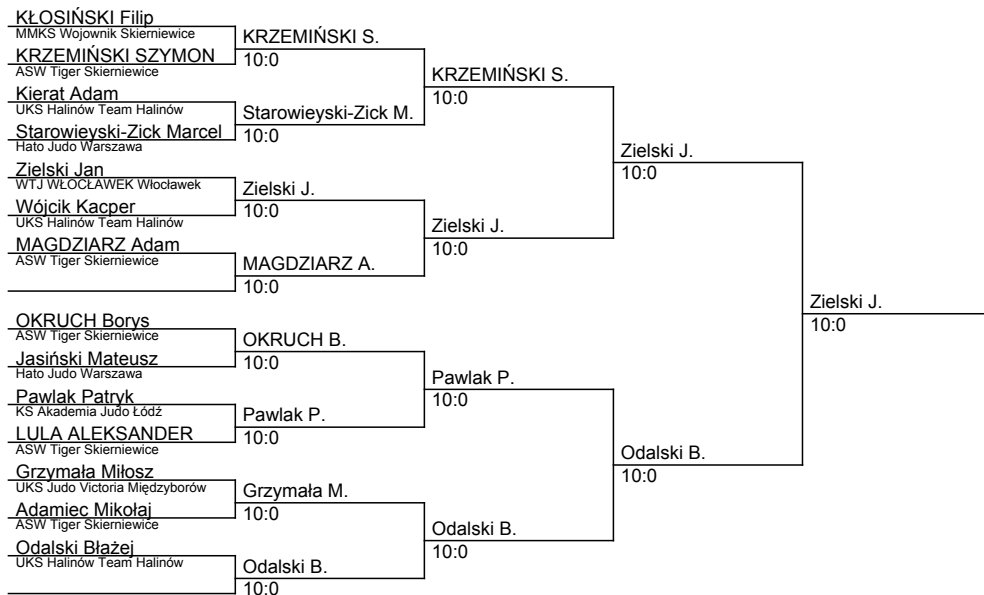 KŁOSIŃSKI Filip
MMKS Wojownik Skierniewice
KRZEMIŃSKI SZYMON
ASW Tiger Skierniewice
Kierat Adam
UKS Halinów Team Halinów
Starowieyski-Zick Marcel
Hato Judo Warszawa
Zielski Jan
WTJ WŁOCŁAWEK Włocławek
Wójcik Kacper
UKS Halinów Team Halinów
MAGDZIARZ Adam
ASW Tiger Skierniewice
OKRUCH Borys
ASW Tiger Skierniewice
Jasiński Mateusz
Hato Judo Warszawa
Pawlak Patryk
KS Akademia Judo Łódź
LULA ALEKSANDER
ASW Tiger Skierniewice
Grzymała Miłosz
UKS Judo Victoria Międzyborów
Adamiec Mikołaj
ASW Tiger Skierniewice
Odalski Błażej
UKS Halinów Team Halinów
KRZEMIŃSKI S.
10:0
Starowieyski-Zick M.
10:0
Zielski J.
10:0
MAGDZIARZ A.
10:0
OKRUCH B.
10:0
Pawlak P.
10:0
Grzymała M.
10:0
Odalski B.
10:0
KRZEMIŃSKI S.
10:0
Zielski J.
10:0
Pawlak P.
10:0
Odalski B.
10:0
Zielski J.
10:0
Odalski B.
10:0
Zielski J.
10:0